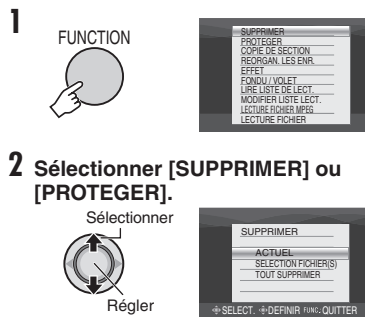 1
FUNCTION
SUPPRIMER
PROTEGER
COPIE DE SECTION
REORGAN. LES ENR.
EFFET
FONDU / VOLET
LIRE LISTE DE LECT.
MODIFIER LISTE LECT.
LECTURE FICHIER MPEG
LECTURE FICHIER
2 Sélectionner [SUPPRIMER] ou
[PROTEGER].
Sélectionner
Régler
SUPPRIMER
ACTUEL
SELECTION FICHIER(S)
TOUT SUPPRIMER
SELECT. DEFINIR FUNC. QUITTER